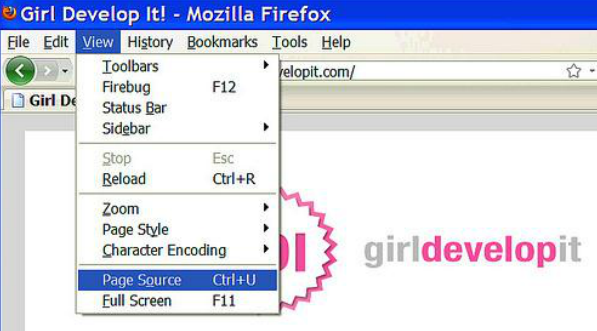 Girl Develop It! - Mozilla Firefox
File Edit View History Bookmarks Tools Help
velopit.com/
Girl De
Toolbars
Firebug F12
Status Bar
Sidebar
Stop Esc
Reload Ctrl+R
Zoom
Page Style
Character Encoding
Page Source Ctrl+U
Full Screen F11
girldevelopit